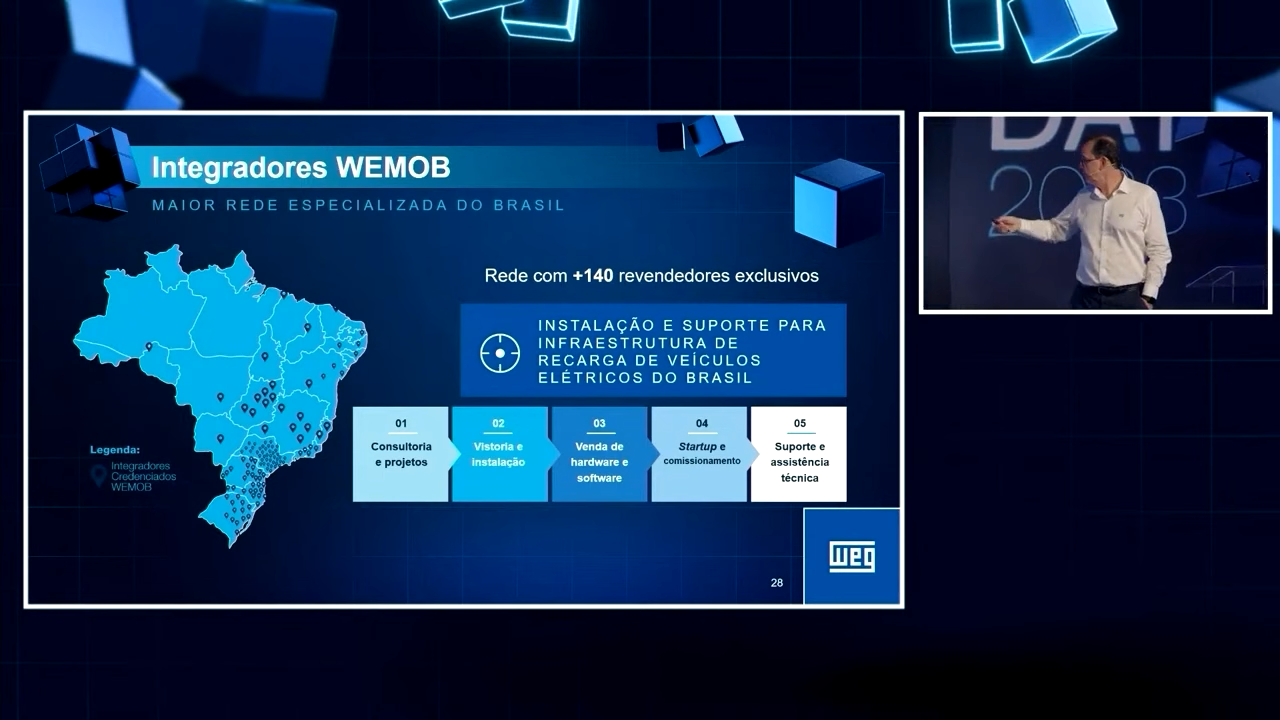 Integradores WEMOB
MAIOR REDE ESPECIALIZADA DO BRASIL
Rede com +140 revendedores exclusivos
INSTALAÇÃO E SUPORTE PARA
INFRAESTRUTURA DE
RECARGA DE VEÍCULOS
ELÉTRICOS DO BRASIL
01
Consultoria
e projetos
02
Vistoria e
instalação
03
Venda de
hardware e
software
04
Startup e
comissionamento
05
Suporte e
assistência
técnica
Legenda:
Integradores
Credenciados
WEMOB
28
weg
DAY
2023